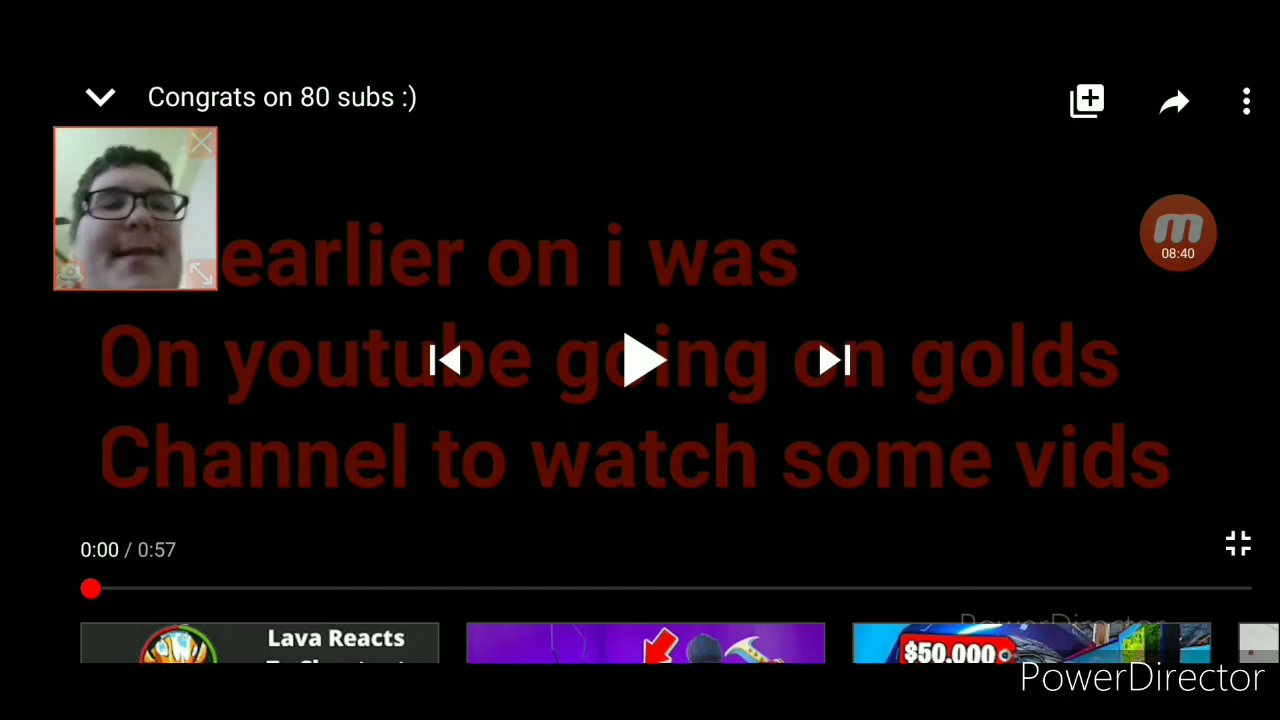 Congrats on 80 subs :)
earlier on i was
08:40
On youtube going on golds
Channel to watch some vids
0:00 / 0:57
Lava Reacts
$50,000
PowerDirector
PowerDirector